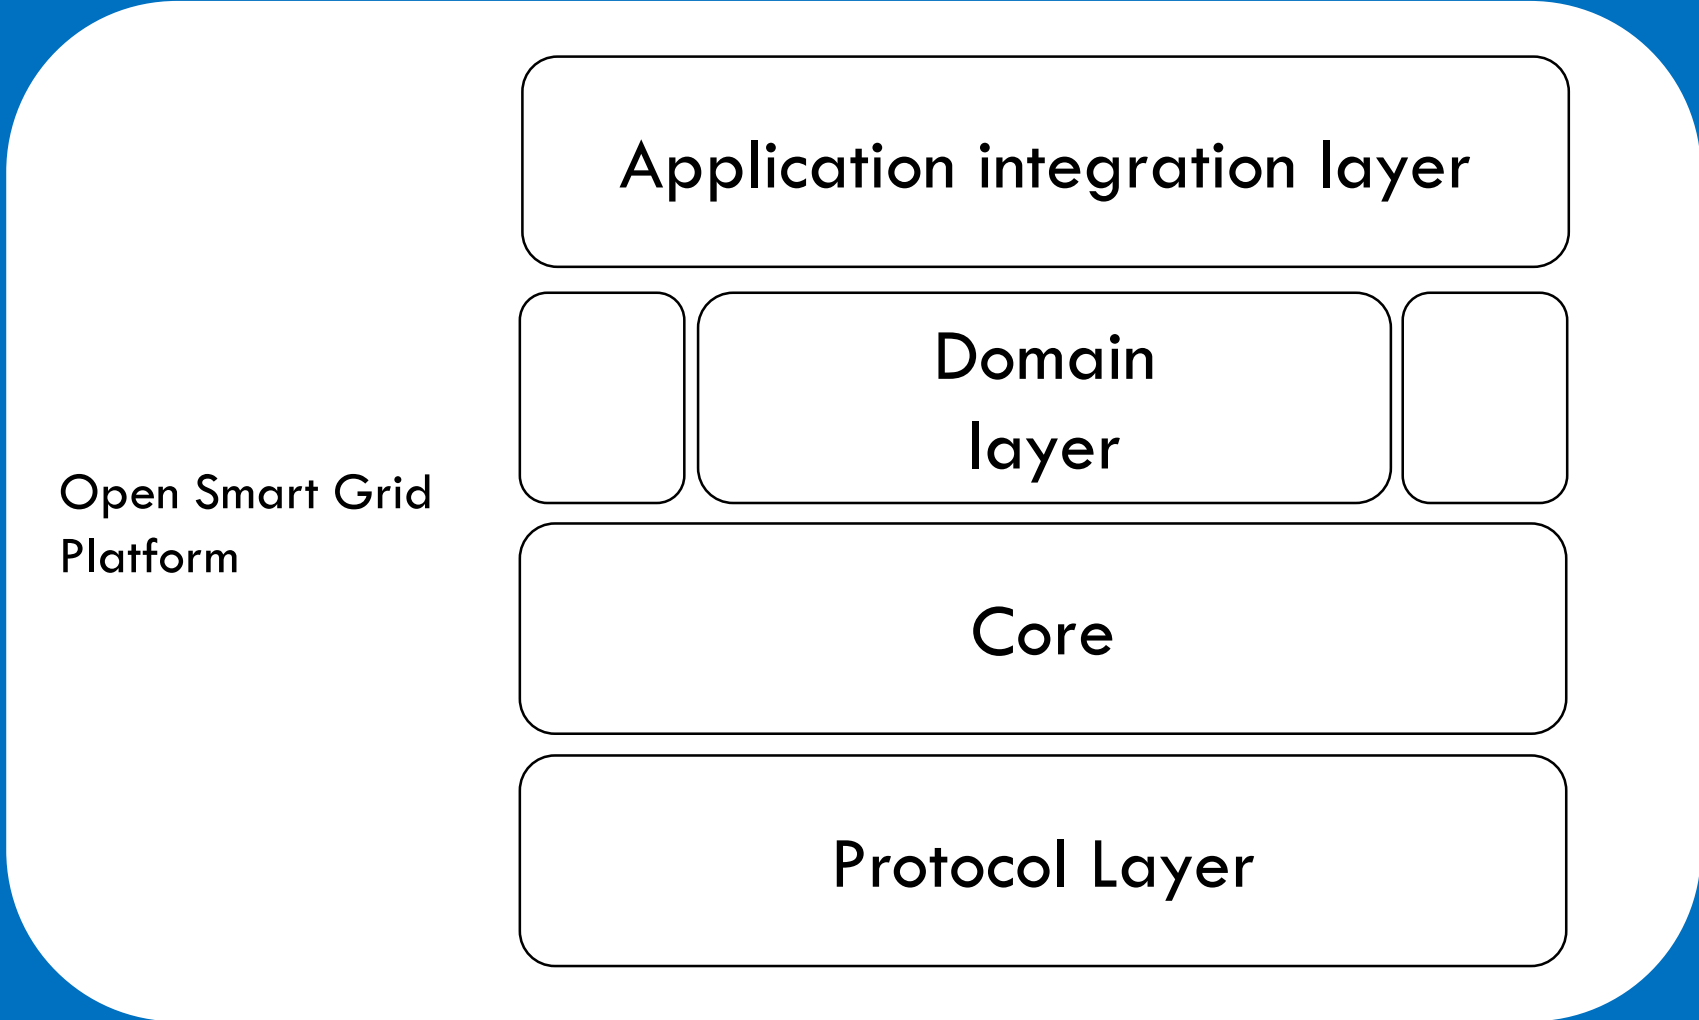 Application integration layer
Domain
layer
Open Smart Grid
Platform
Core
Protocol Layer